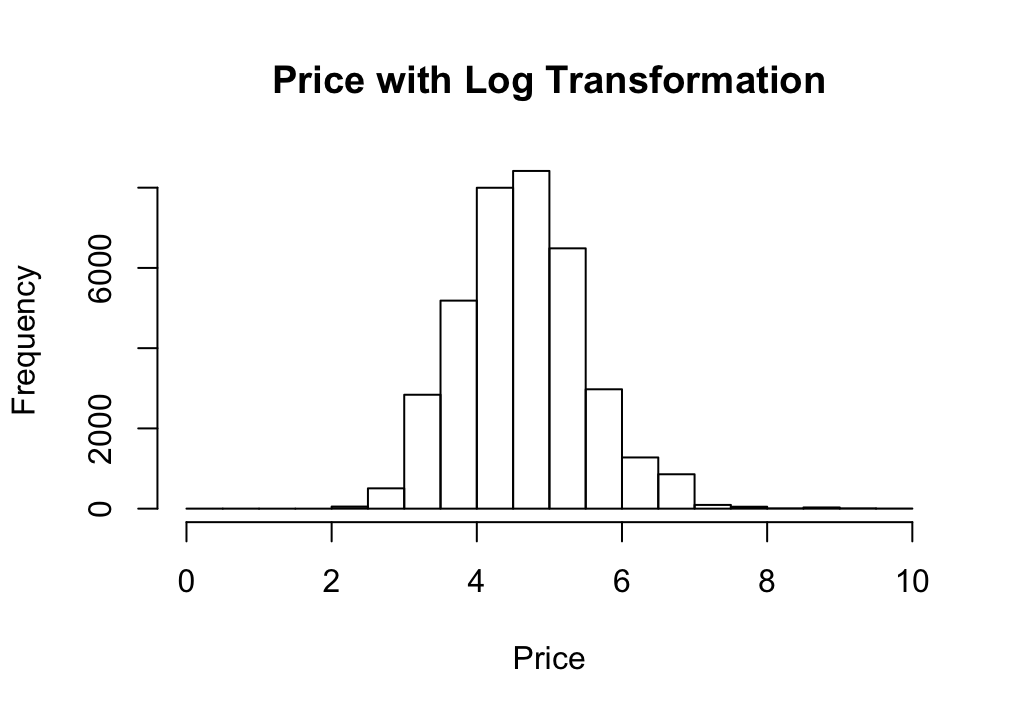 Price with Log Transformation
Frequency
6000
2000
0
0 2 4 6 8 10
Price